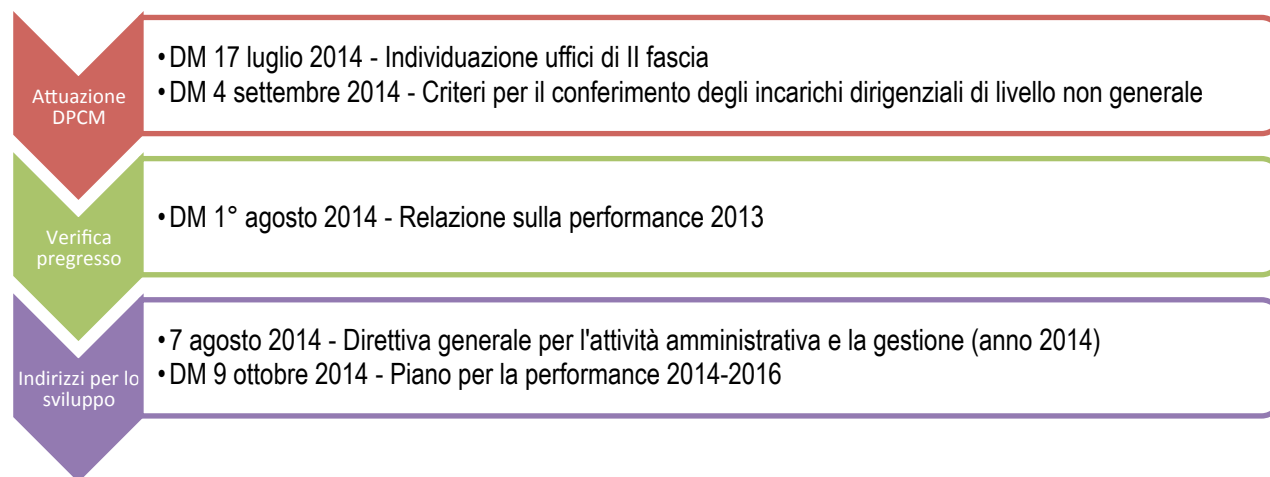 Attuazione
DPCM
•DM 17 luglio 2014 - Individuazione uffici di II fascia
•DM 4 settembre 2014 - Criteri per il conferimento degli incarichi dirigenziali di livello non generale
Verifica
pregresso
•DM 1° agosto 2014 - Relazione sulla performance 2013
Indirizzi per lo
sviluppo
•7 agosto 2014 - Direttiva generale per l'attività amministrativa e la gestione (anno 2014)
•DM 9 ottobre 2014 - Piano per la performance 2014-2016